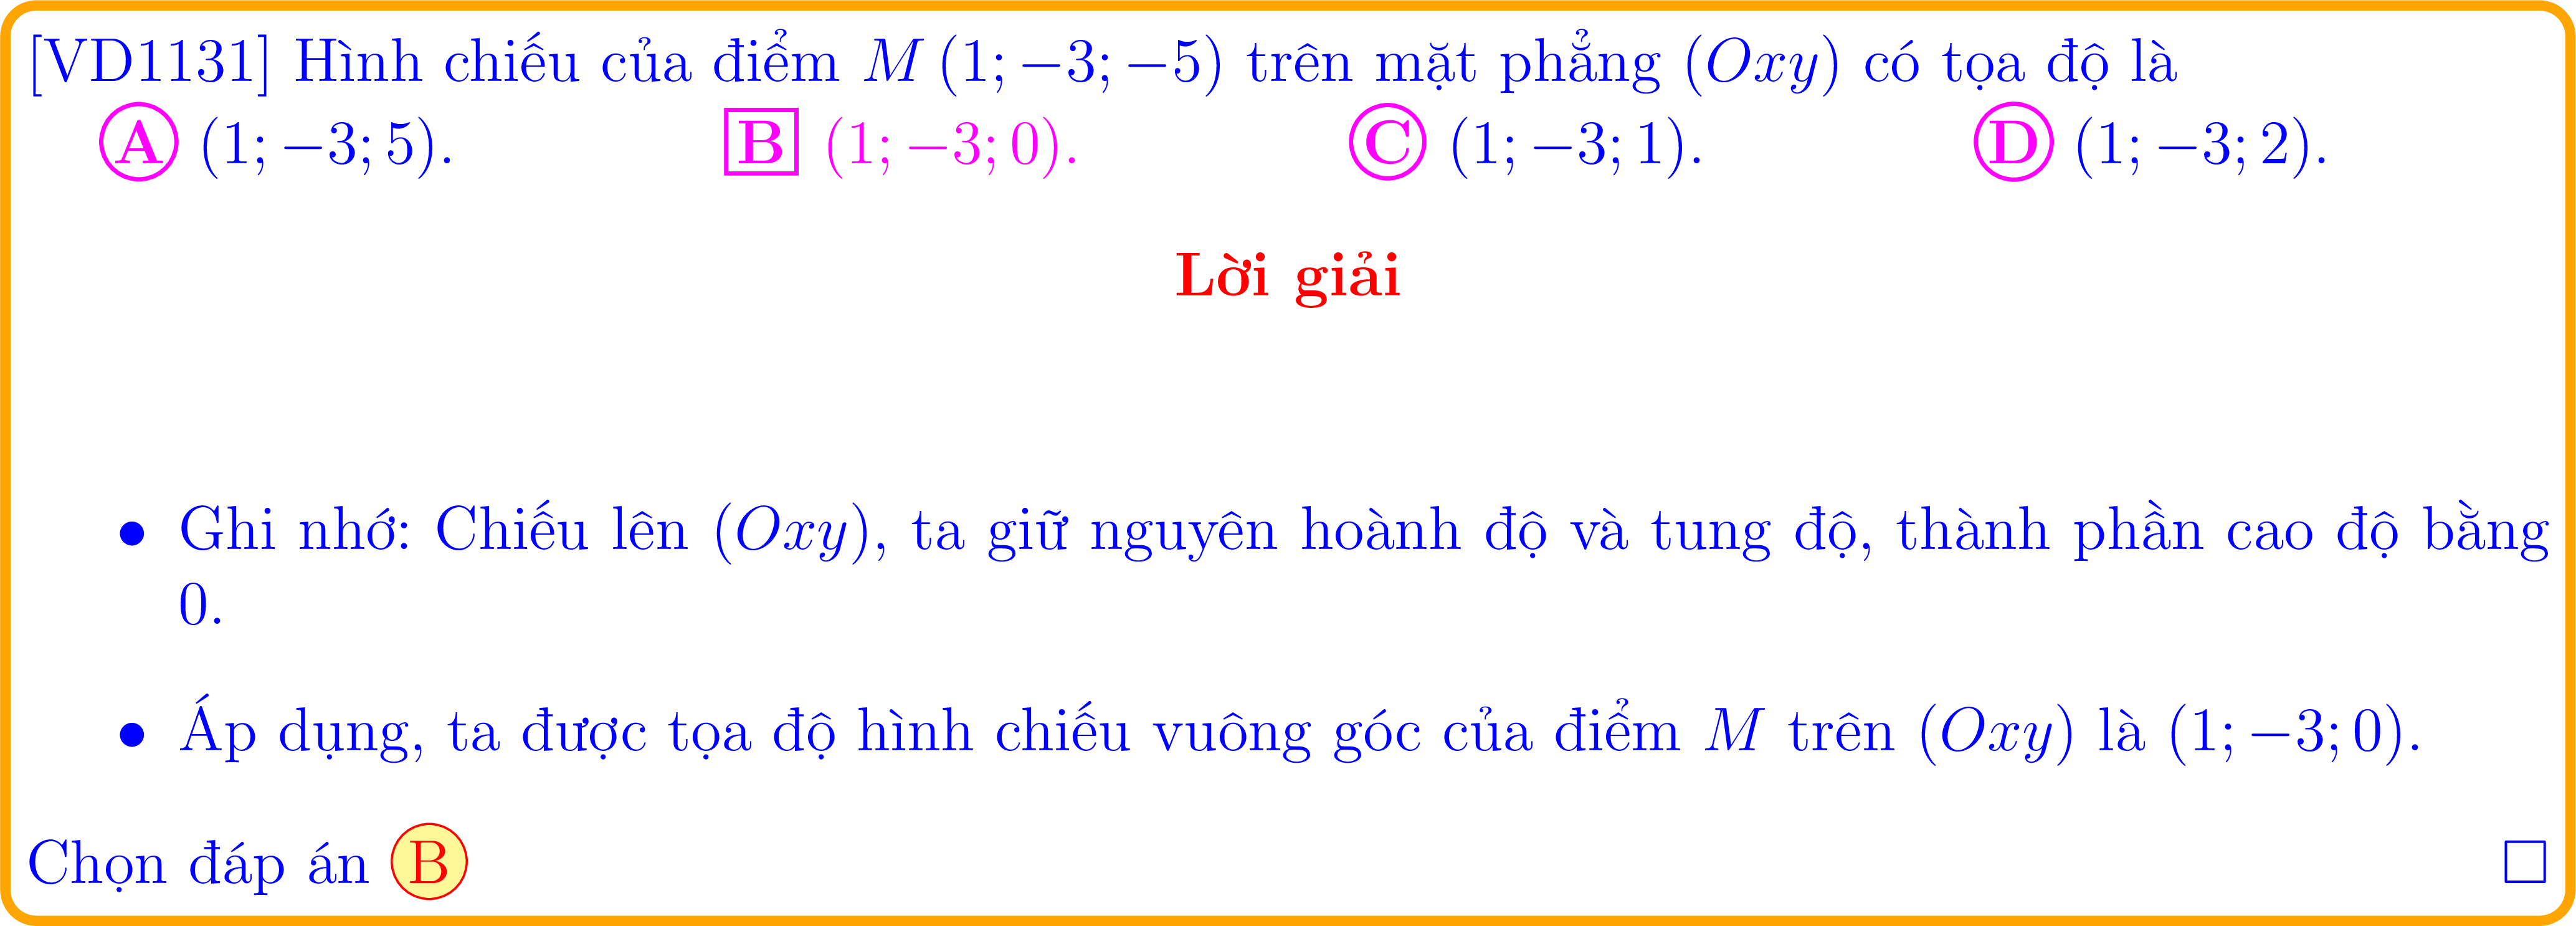 [VD1131] Hình chiếu của điểm M (1; −3; −5) trên mặt phẳng (Oxy) có tọa độ là
A (1; −3; 5). B (1; −3; 0). C (1; −3; 1). D (1; −3; 2).
Lời giải
• Ghi nhớ: Chiếu lên (Oxy), ta giữ nguyên hoành độ và tung độ, thành phần cao độ bằng
0.
• Áp dụng, ta được tọa độ hình chiếu vuông góc của điểm M trên (Oxy) là (1; −3; 0).
Chọn đáp án B □